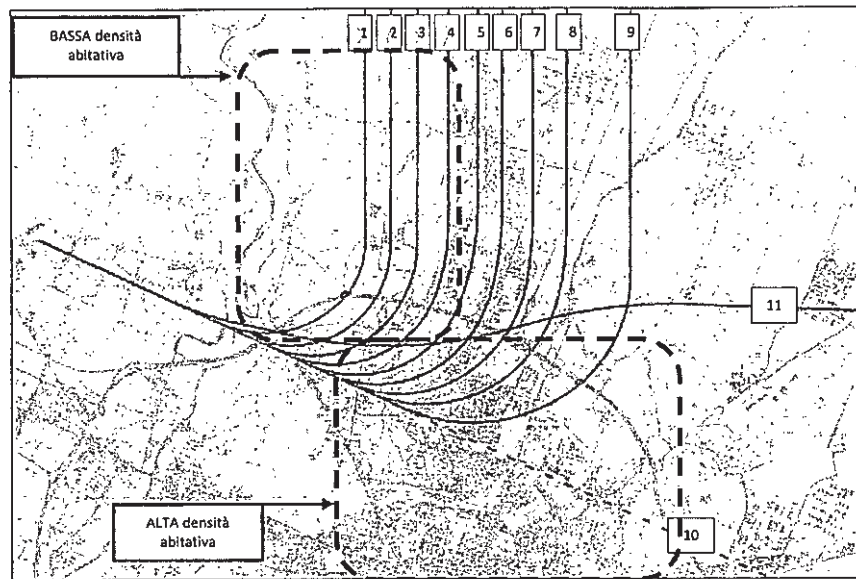 BASSA densità
abitativa
1 2 3 4 5 6 7 8 9
11
ALTA densità
abitativa
10